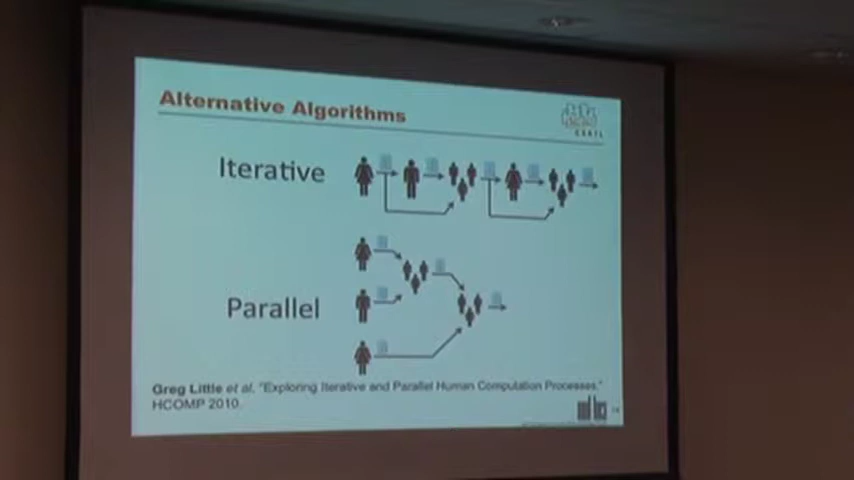 Alternative Algorithms
Iterative
Parallel
Greg Little et al. "Exploring Iterative and Parallel Human Computation Processes."
HCOMP 2010.